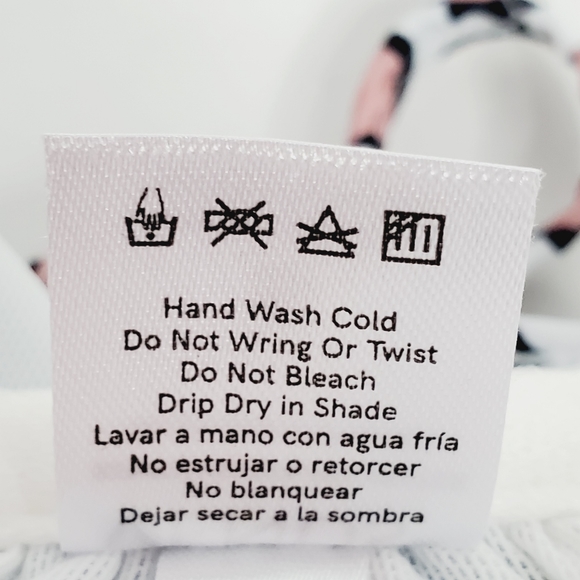 Hand Wash Cold
Do Not Wring Or Twist
Do Not Bleach
Drip Dry in Shade
Lavar a mano con agua fría
No estrujar o retorcer
No blanquear
Dejar secar a la sombra